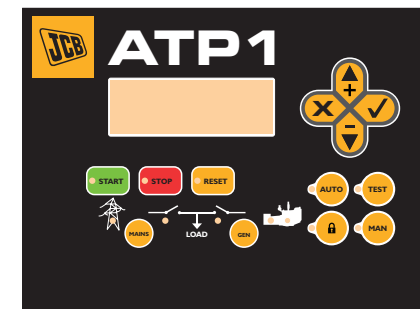 JCB
ATP1
+
X ✓
-
START STOP RESET
AUTO TEST
MAINS LOAD GEN
MAN